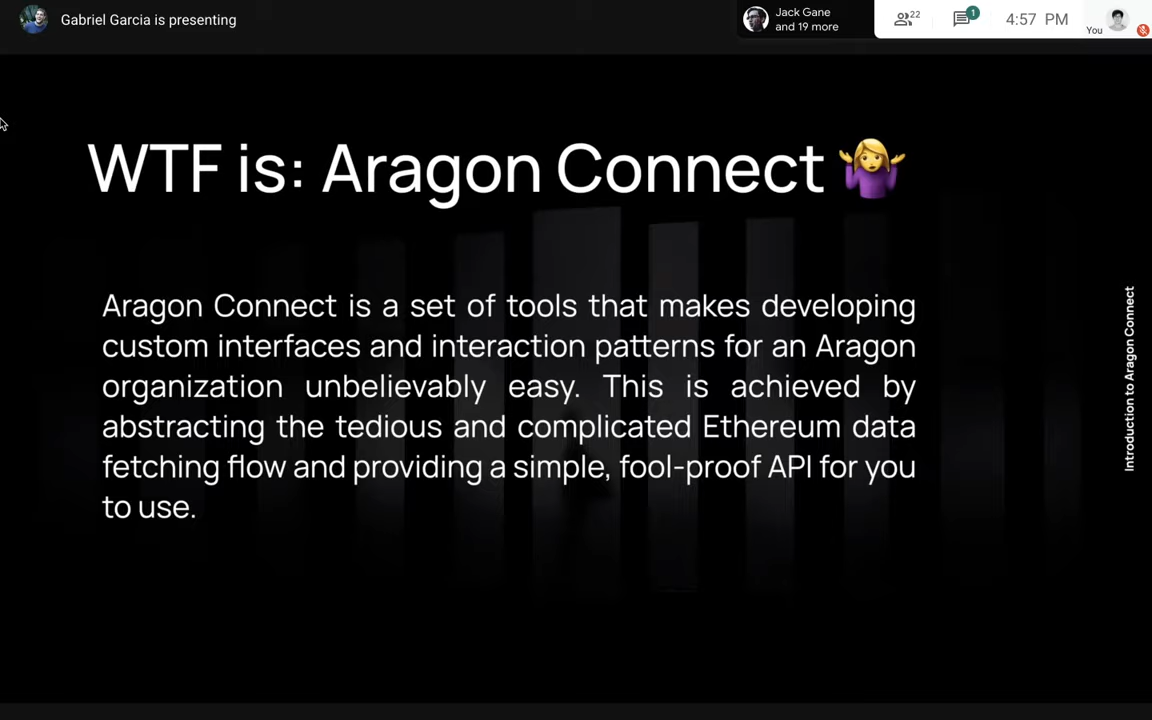 Gabriel Garcia is presenting
Jack Gane
and 19 more
22
1
4:57 PM
You
WTF is: Aragon Connect 🤷‍♀️
Aragon Connect is a set of tools that makes developing
custom interfaces and interaction patterns for an Aragon
organization unbelievably easy. This is achieved by
abstracting the tedious and complicated Ethereum data
fetching flow and providing a simple, fool-proof API for you
to use.
Introduction to Aragon Connect